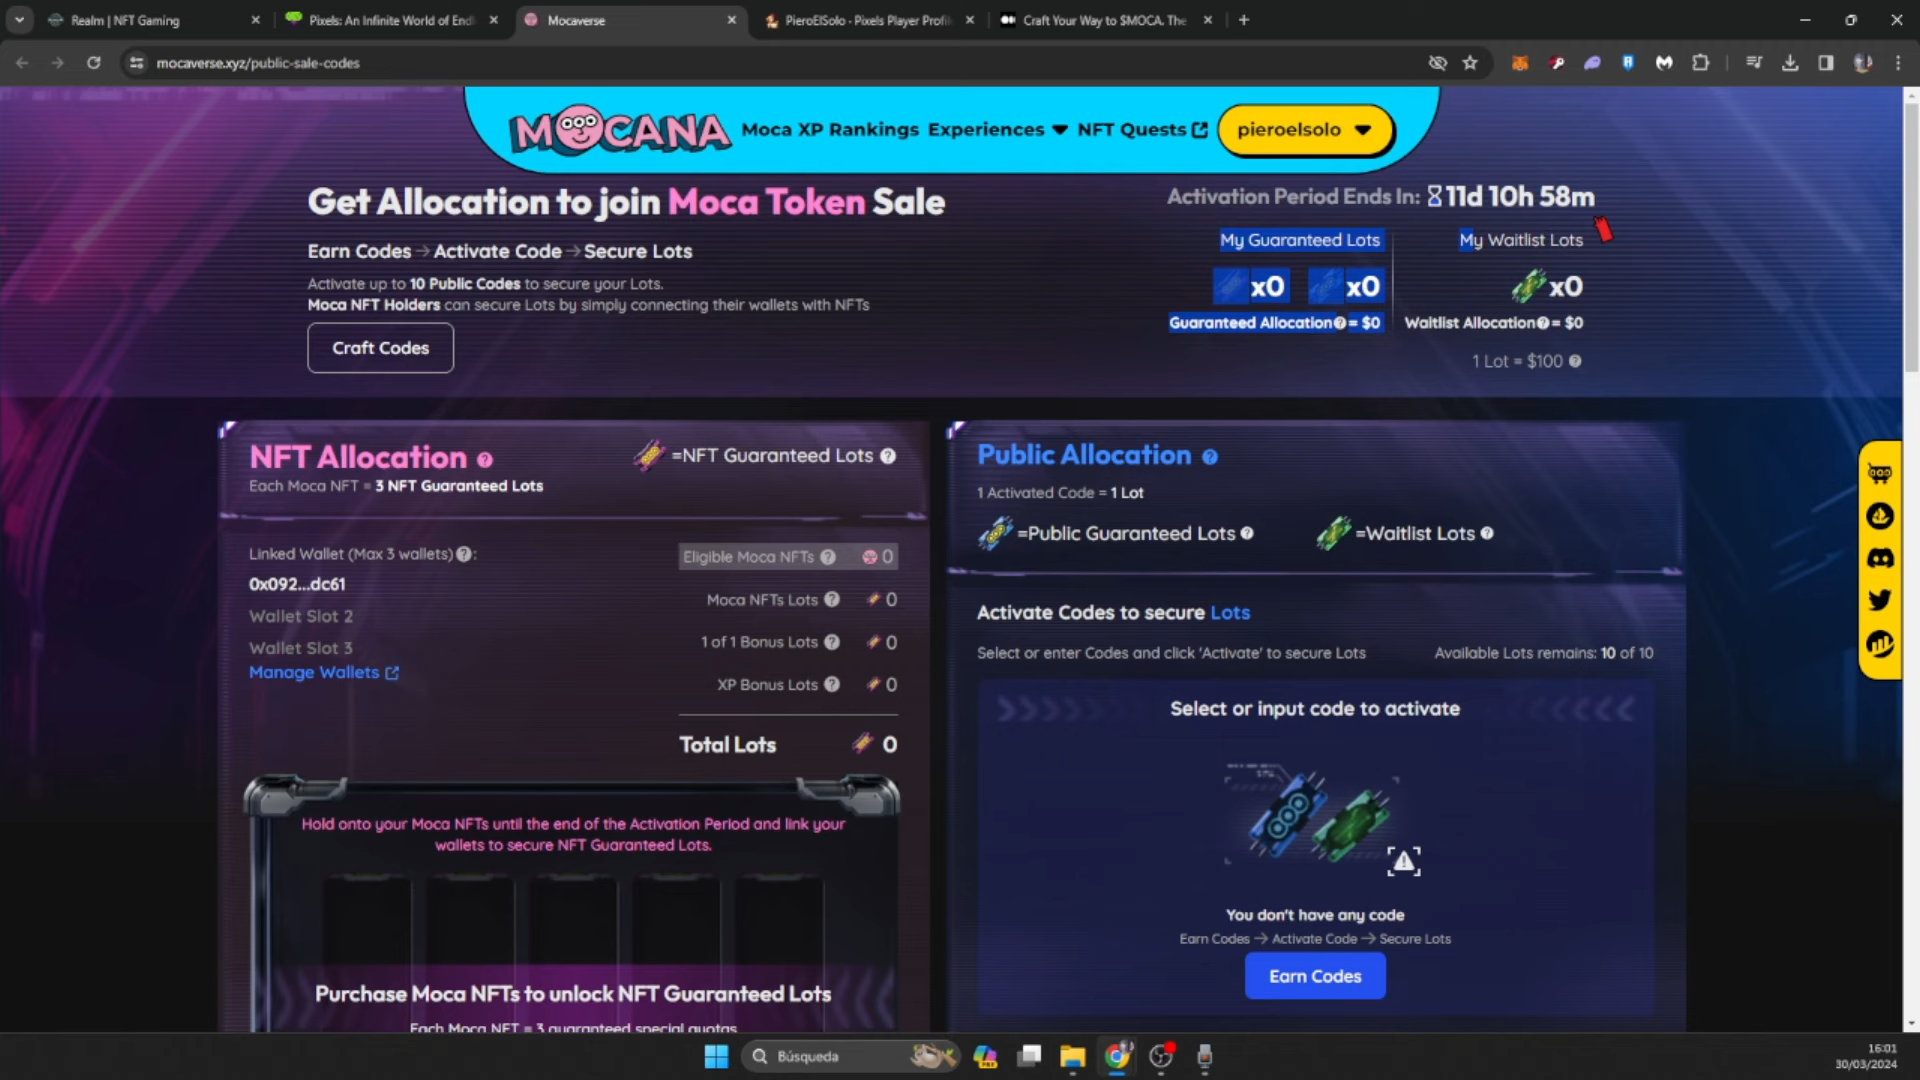 Realm | NFT Gaming
Pixels: An Infinite World of End
Mocaverse
PieroElSolo - Pixels Player Profil
Craft Your Way to $MOCA. The
mocaverse.xyz/public-sale-codes
MOCANA
Moca XP Rankings
Experiences
NFT Quests
pieroelsolo
Get Allocation to join Moca Token Sale
Earn Codes → Activate Code → Secure Lots
Activate up to 10 Public Codes to secure your Lots.
Moca NFT Holders can secure Lots by simply connecting their wallets with NFTs
Craft Codes
Activation Period Ends In: 11d 10h 58m
My Guaranteed Lots
My Waitlist Lots
x0
x0
x0
Guaranteed Allocation = $0
Waitlist Allocation = $0
1 Lot = $100
NFT Allocation
=NFT Guaranteed Lots
Each Moca NFT = 3 NFT Guaranteed Lots
Linked Wallet (Max 3 wallets) :
0x092...dc61
Wallet Slot 2
Wallet Slot 3
Manage Wallets
Eligible Moca NFTs 0
Moca NFTs Lots 0
1 of 1 Bonus Lots 0
XP Bonus Lots 0
Total Lots 0
Hold onto your Moca NFTs until the end of the Activation Period and link your
wallets to secure NFT Guaranteed Lots.
Purchase Moca NFTs to unlock NFT Guaranteed Lots
Each Moca NFT = 3 guaranteed special quotas
Public Allocation
1 Activated Code = 1 Lot
=Public Guaranteed Lots
=Waitlist Lots
Activate Codes to secure Lots
Select or enter Codes and click 'Activate' to secure Lots
Available Lots remains: 10 of 10
Select or input code to activate
You don't have any code
Earn Codes → Activate Code → Secure Lots
Earn Codes
Búsqueda
16:01
30/03/2024